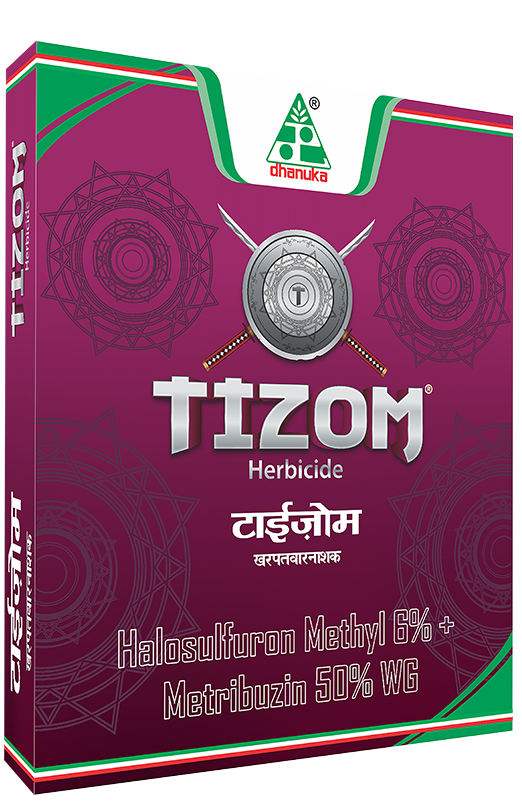 ®
dhanuka
T
TIZOM®
Herbicide
टाईज़ोम
खरपतवारनाशक
Halosulfuron Methyl 6% +
Metribuzin 50% WG
TIZOM
Herbicide
टाईज़ोम
खरपतवारनाशक